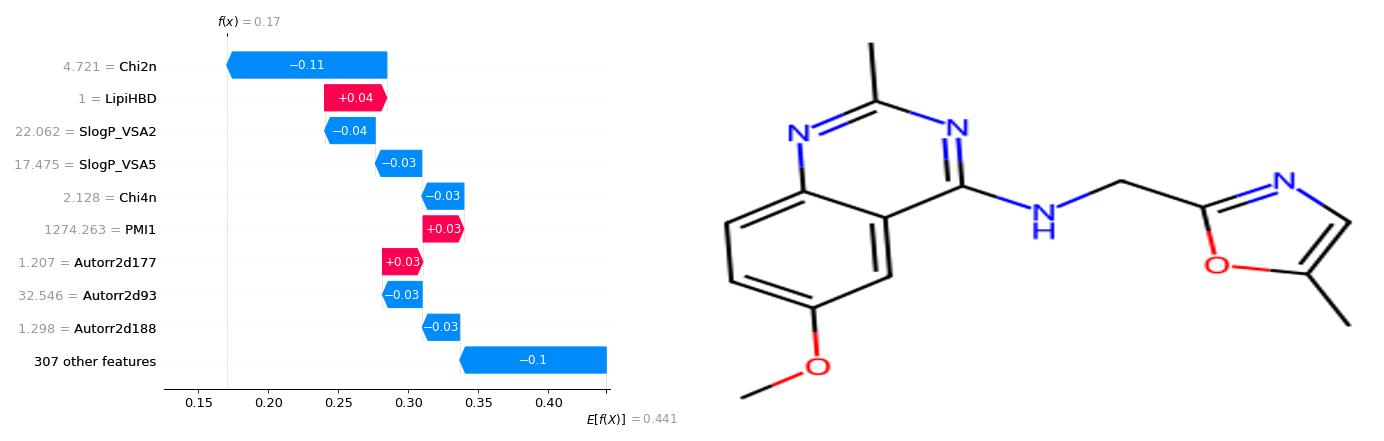 f(x) = 0.17
4.721 = Chi2n
−0.11
1 = LipiHBD
+0.04
22.062 = SlogP_VSA2
−0.04
17.475 = SlogP_VSA5
−0.03
2.128 = Chi4n
−0.03
1274.263 = PMI1
+0.03
1.207 = Autorr2d177
+0.03
32.546 = Autorr2d93
−0.03
1.298 = Autorr2d188
−0.03
307 other features
−0.1
0.15 0.20 0.25 0.30 0.35 0.40
E[f(X)] = 0.441
N
N
N
H
N
O
O